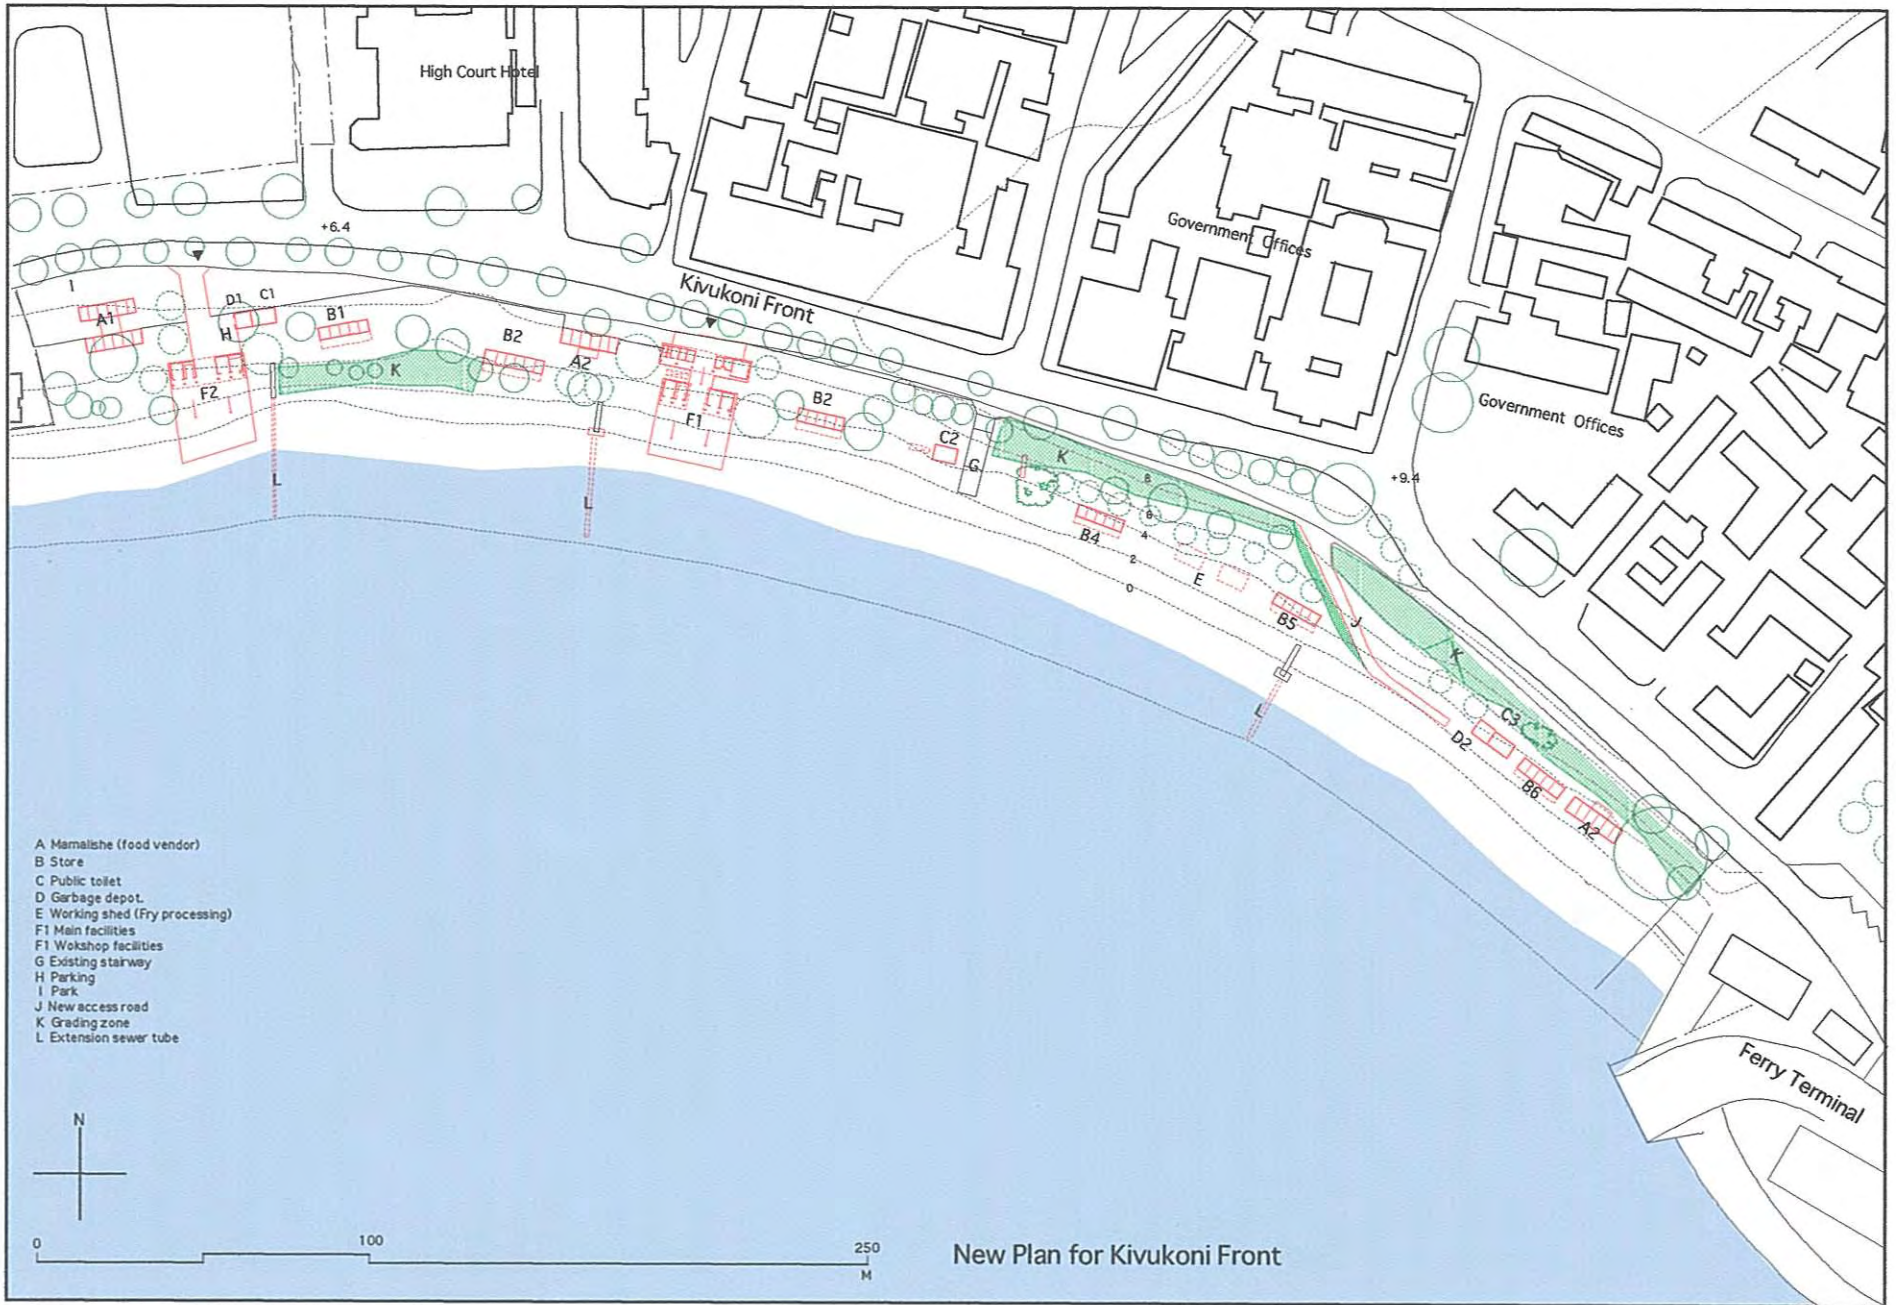 High Court Hotel
+6.4
Kivukoni Front
Government Offices
Government Offices
+9.4
I
A1
D1
C1
H
B1
F2
K
B2
A2
F1
B2
C2
G
K
8
6
4
2
0
B4
E
B5
J
K
C3
D2
B6
A2
L
L
L
Ferry Terminal
A Mamalishe (food vendor)
B Store
C Public toilet
D Garbage depot.
E Working shed (Fry processing)
F1 Main facilities
F1 Wokshop facilities
G Existing stairway
H Parking
I Park
J New access road
K Grading zone
L Extension sewer tube
N
0
100
250
M
New Plan for Kivukoni Front